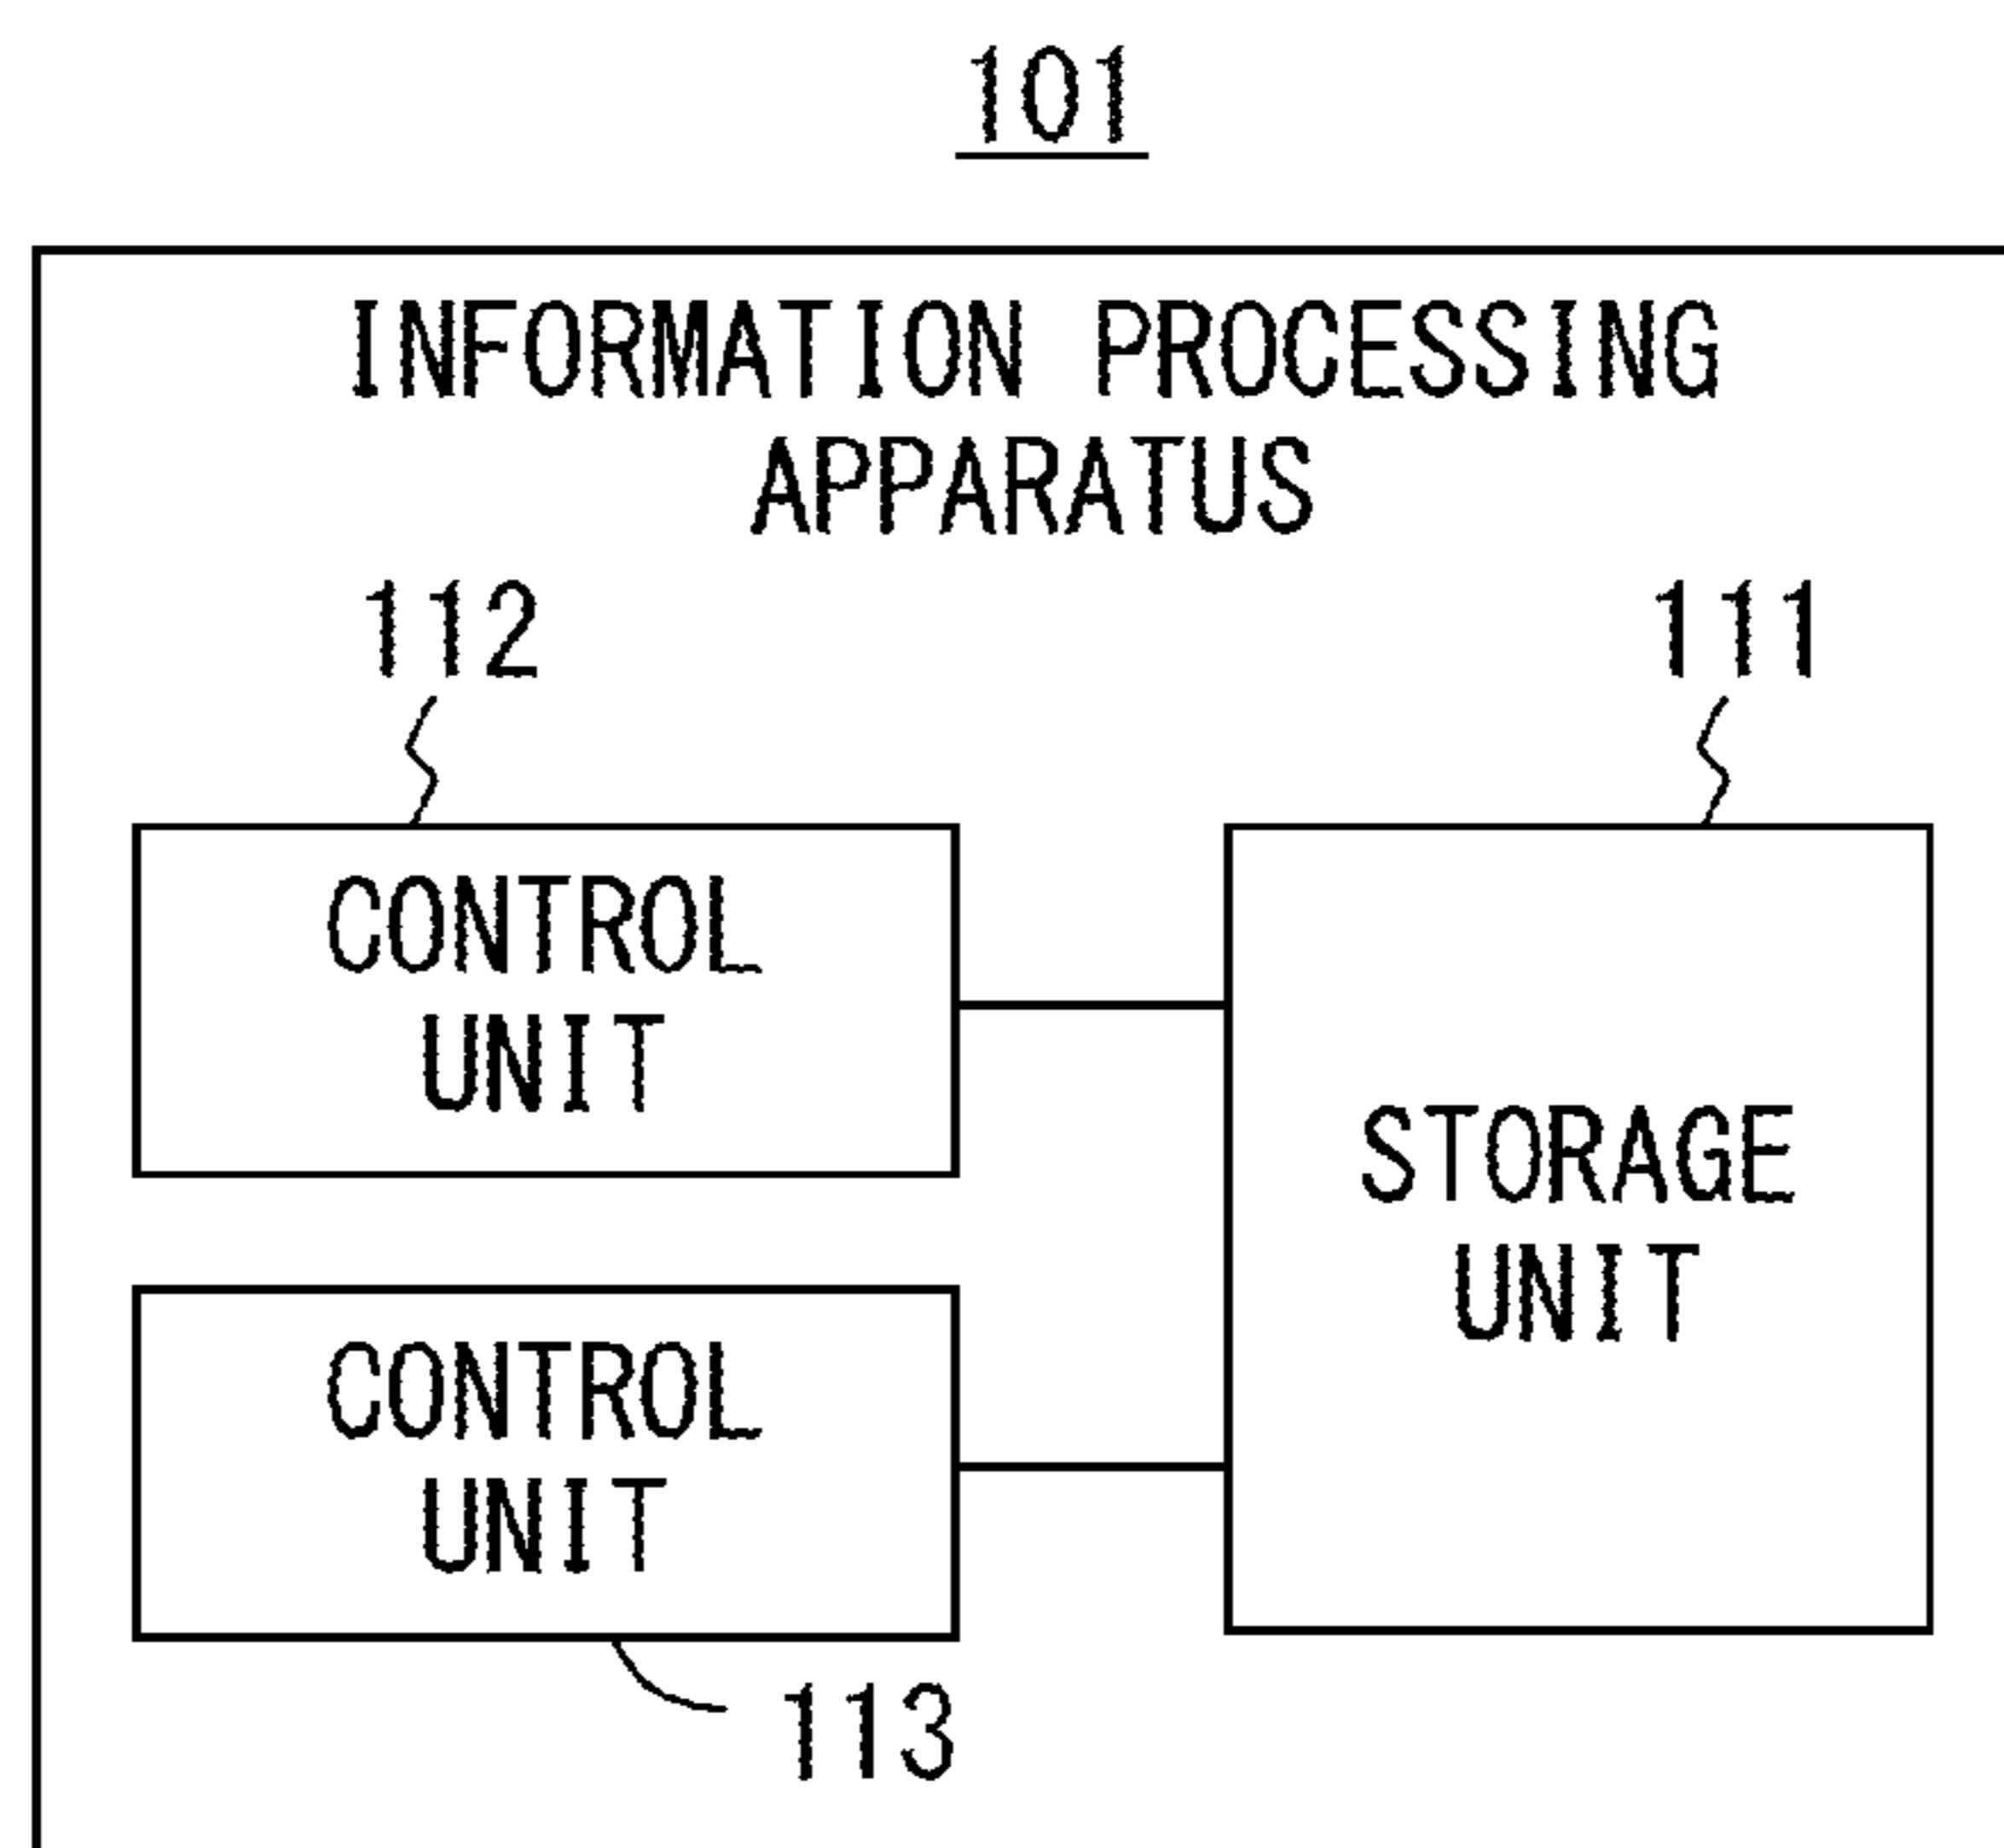 101
INFORMATION PROCESSING
APPARATUS
112
111
CONTROL
UNIT
STORAGE
UNIT
CONTROL
UNIT
113